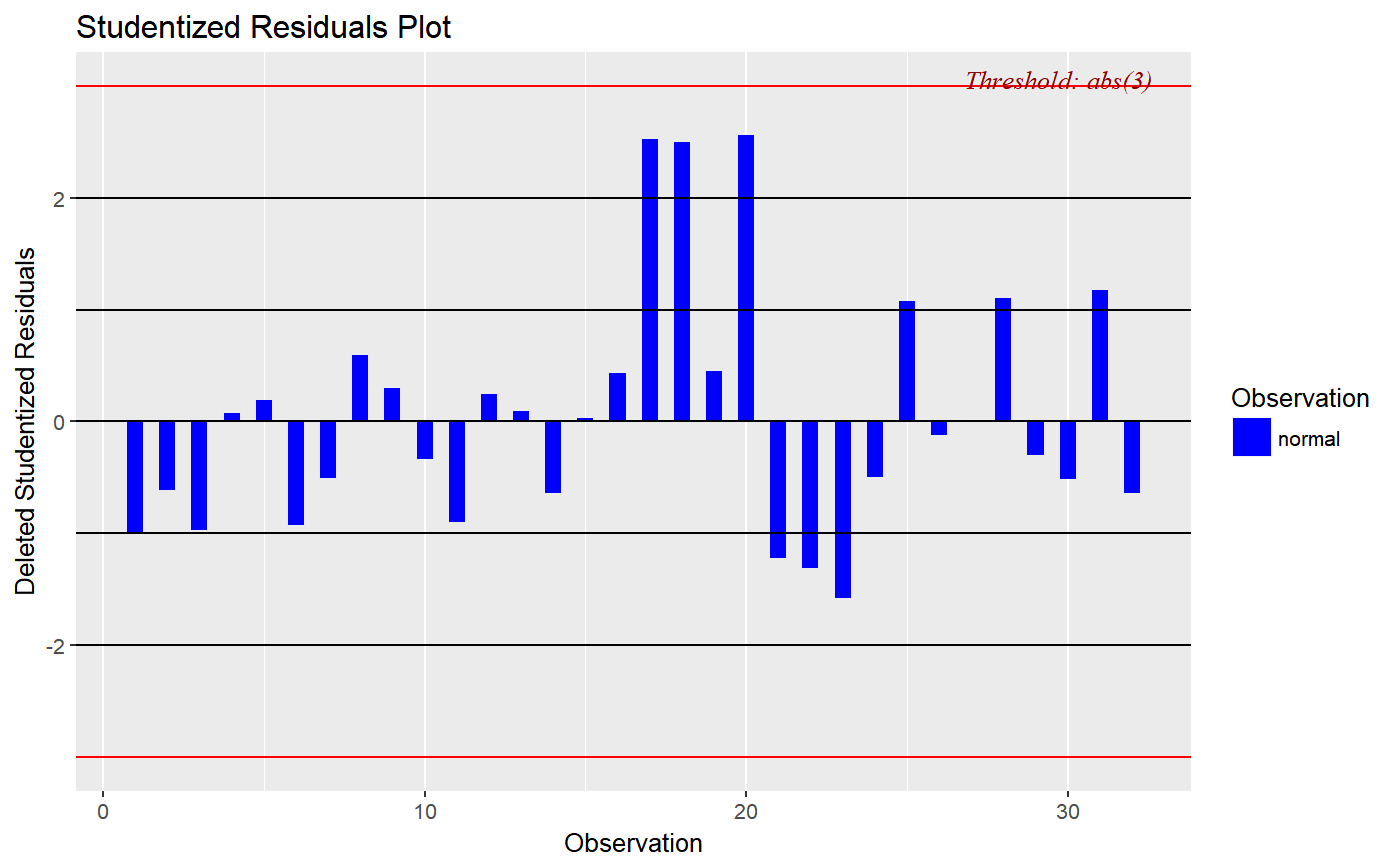 Studentized Residuals Plot
Threshold: abs(3)
Deleted Studentized Residuals
2
0
-2
0
10
20
30
Observation
Observation
normal